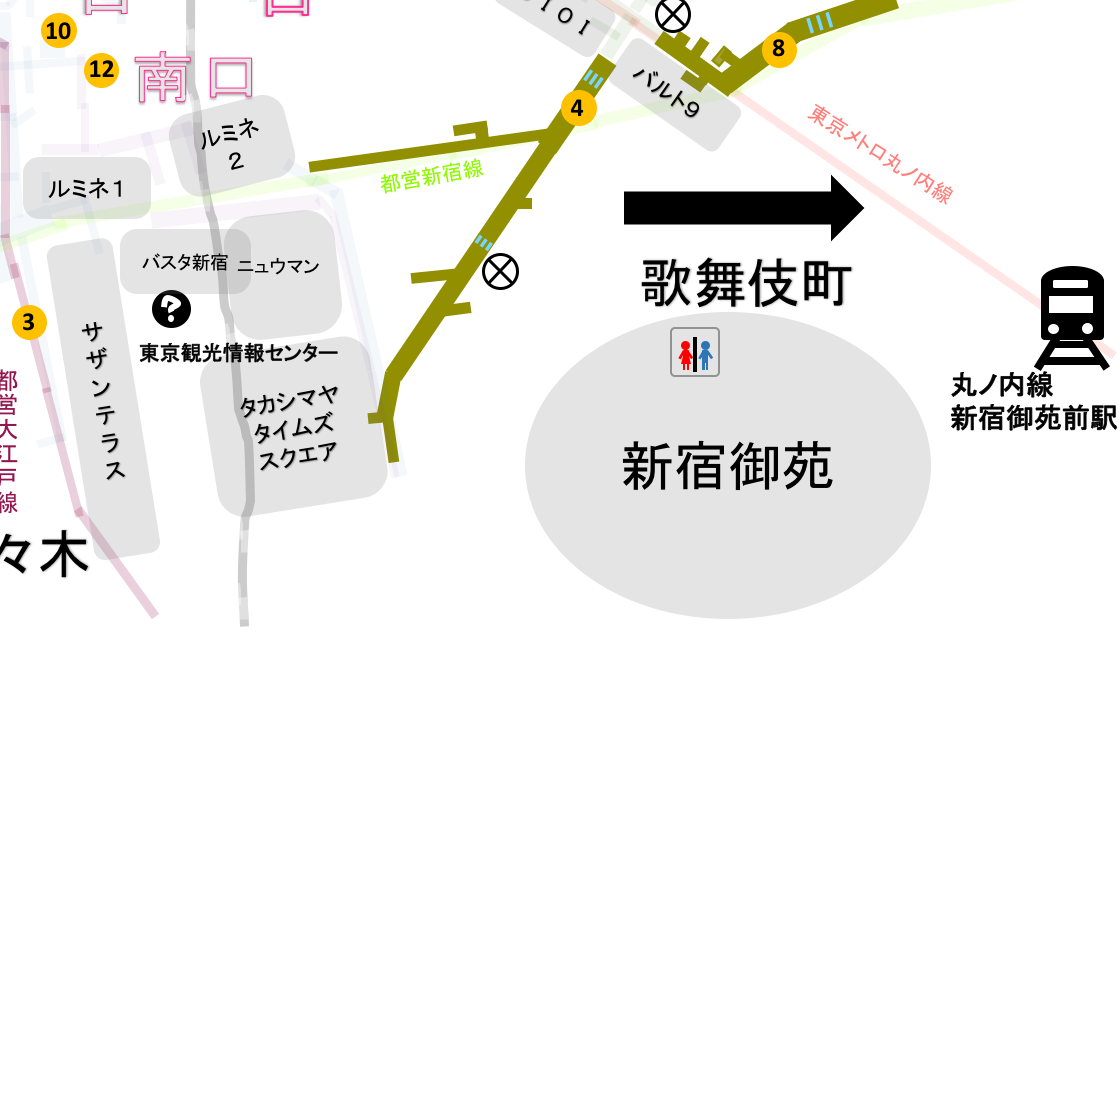 10
12
南口
8
4
バルト9
東京メトロ丸ノ内線
ルミネ
2
都営新宿線
ルミネ1
バスタ新宿
ニュウマン
歌舞伎町
3
サザンテラス
東京観光情報センター
都営大江戸線
タカシマヤ
タイムズ
スクエア
丸ノ内線
新宿御苑前駅
新宿御苑
々木